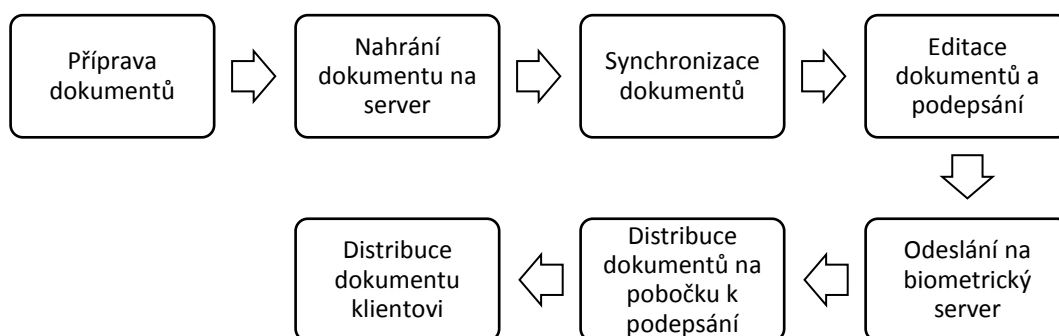 Příprava
dokumentů
Nahrání
dokumentu na
server
Synchronizace
dokumentů
Editace
dokumentů a
podepsání
Odeslání na
biometrický
server
Distribuce
dokumentů na
pobočku k
podepsání
Distribuce
dokumentu
klientovi